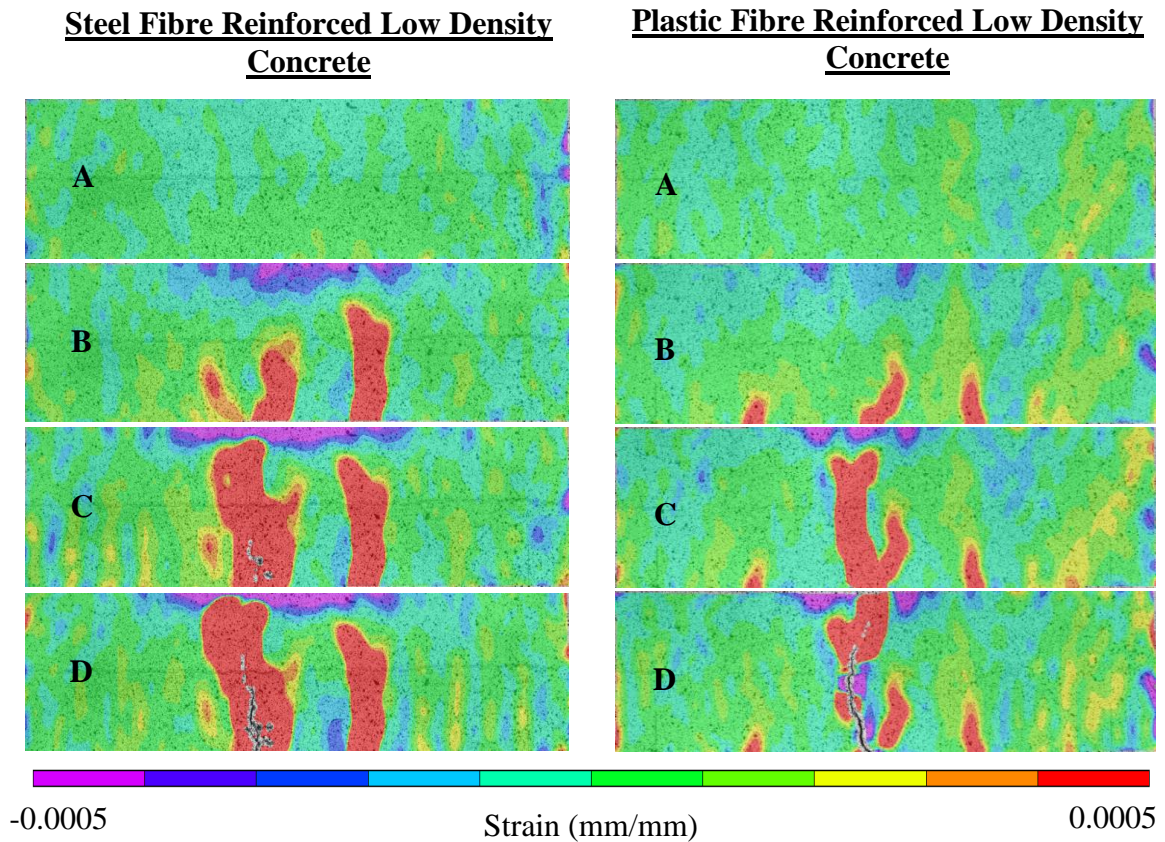 Steel Fibre Reinforced Low Density
Concrete
Plastic Fibre Reinforced Low Density
Concrete
A
A
B
B
C
C
D
D
-0.0005
Strain (mm/mm)
0.0005